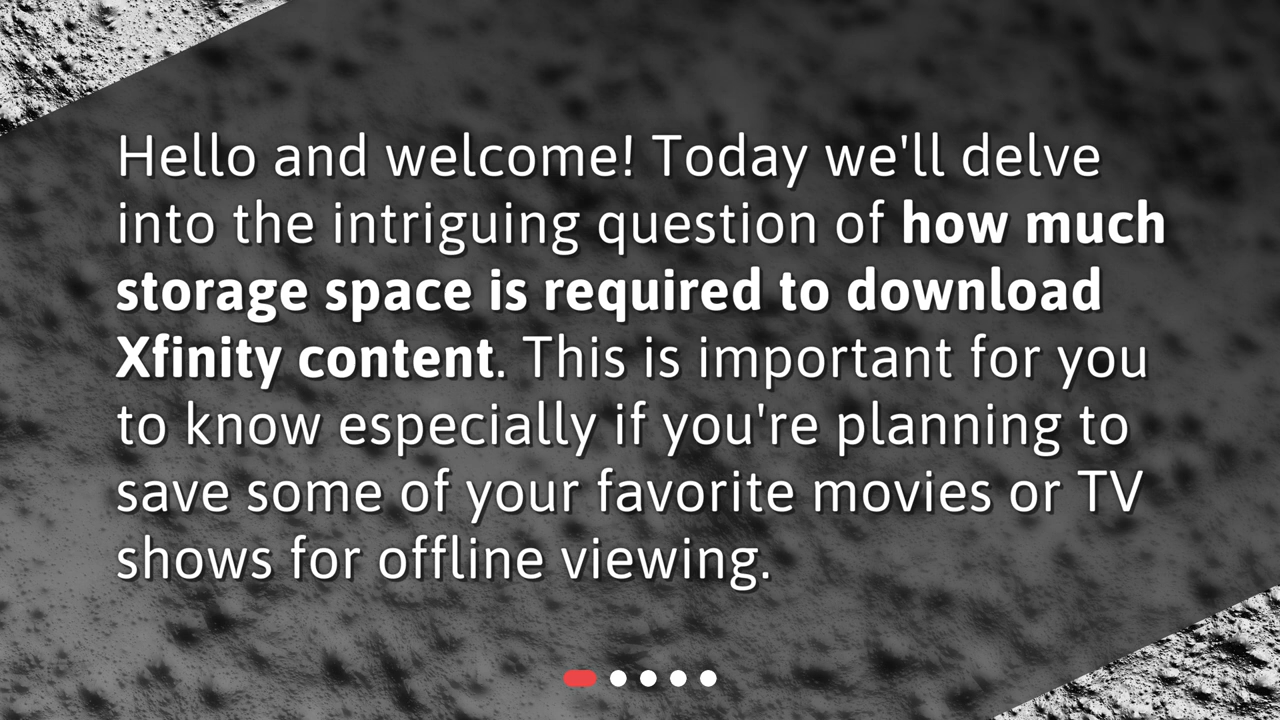 Hello and welcome! Today we'll delve
into the intriguing question of how much
storage space is required to download
Xfinity content. This is important for you
to know especially if you're planning to
save some of your favorite movies or TV
shows for offline viewing.